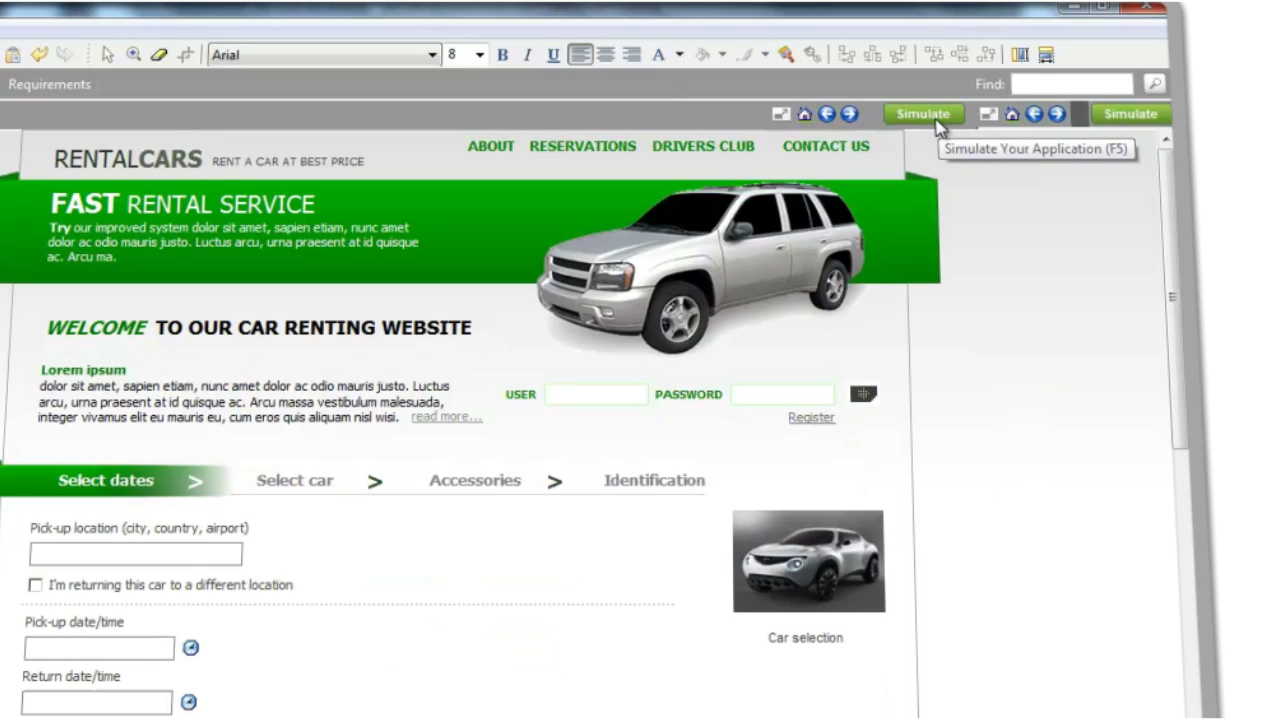 Arial 8 B I U A
Requirements Find:
Simulate Simulate
Simulate Your Application (F5)
RENTALCARS RENT A CAR AT BEST PRICE
ABOUT RESERVATIONS DRIVERS CLUB CONTACT US
FAST RENTAL SERVICE
Try our improved system dolor sit amet, sapien etiam, nunc amet
dolor ac odio mauris justo. Luctus arcu, urna praesent at id quisque
ac. Arcu ma.
WELCOME TO OUR CAR RENTING WEBSITE
Lorem ipsum
dolor sit amet, sapien etiam, nunc amet dolor ac odio mauris justo. Luctus
arcu, urna praesent at id quisque ac. Arcu massa vestibulum malesuada,
integer vivamus elit eu mauris eu, cum eros quis aliquam nisl wisi. read more...
USER PASSWORD
Register
Select dates > Select car > Accessories > Identification
Pick-up location (city, country, airport)
I'm returning this car to a different location
Pick-up date/time
Return date/time
Car selection